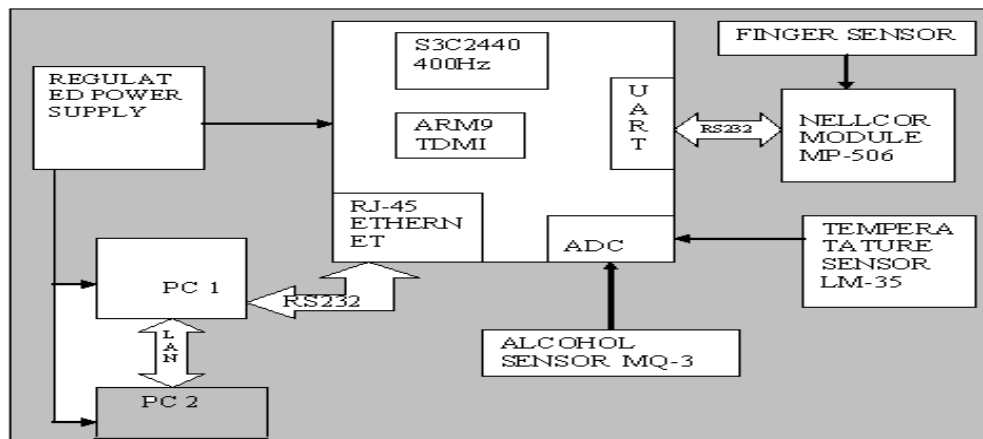 S3C2440
400Hz
ARM9
TDMI
RJ-45
ETHERN
ET
U
A
R
T
ADC
REGULAT
ED POWER
SUPPLY
RS232
FINGER SENSOR
NELLCOR
MODULE
MP-506
TEMPERA
TATURE
SENSOR
LM-35
ALCOHOL
SENSOR MQ-3
PC 1
RS232
L
A
N
PC 2